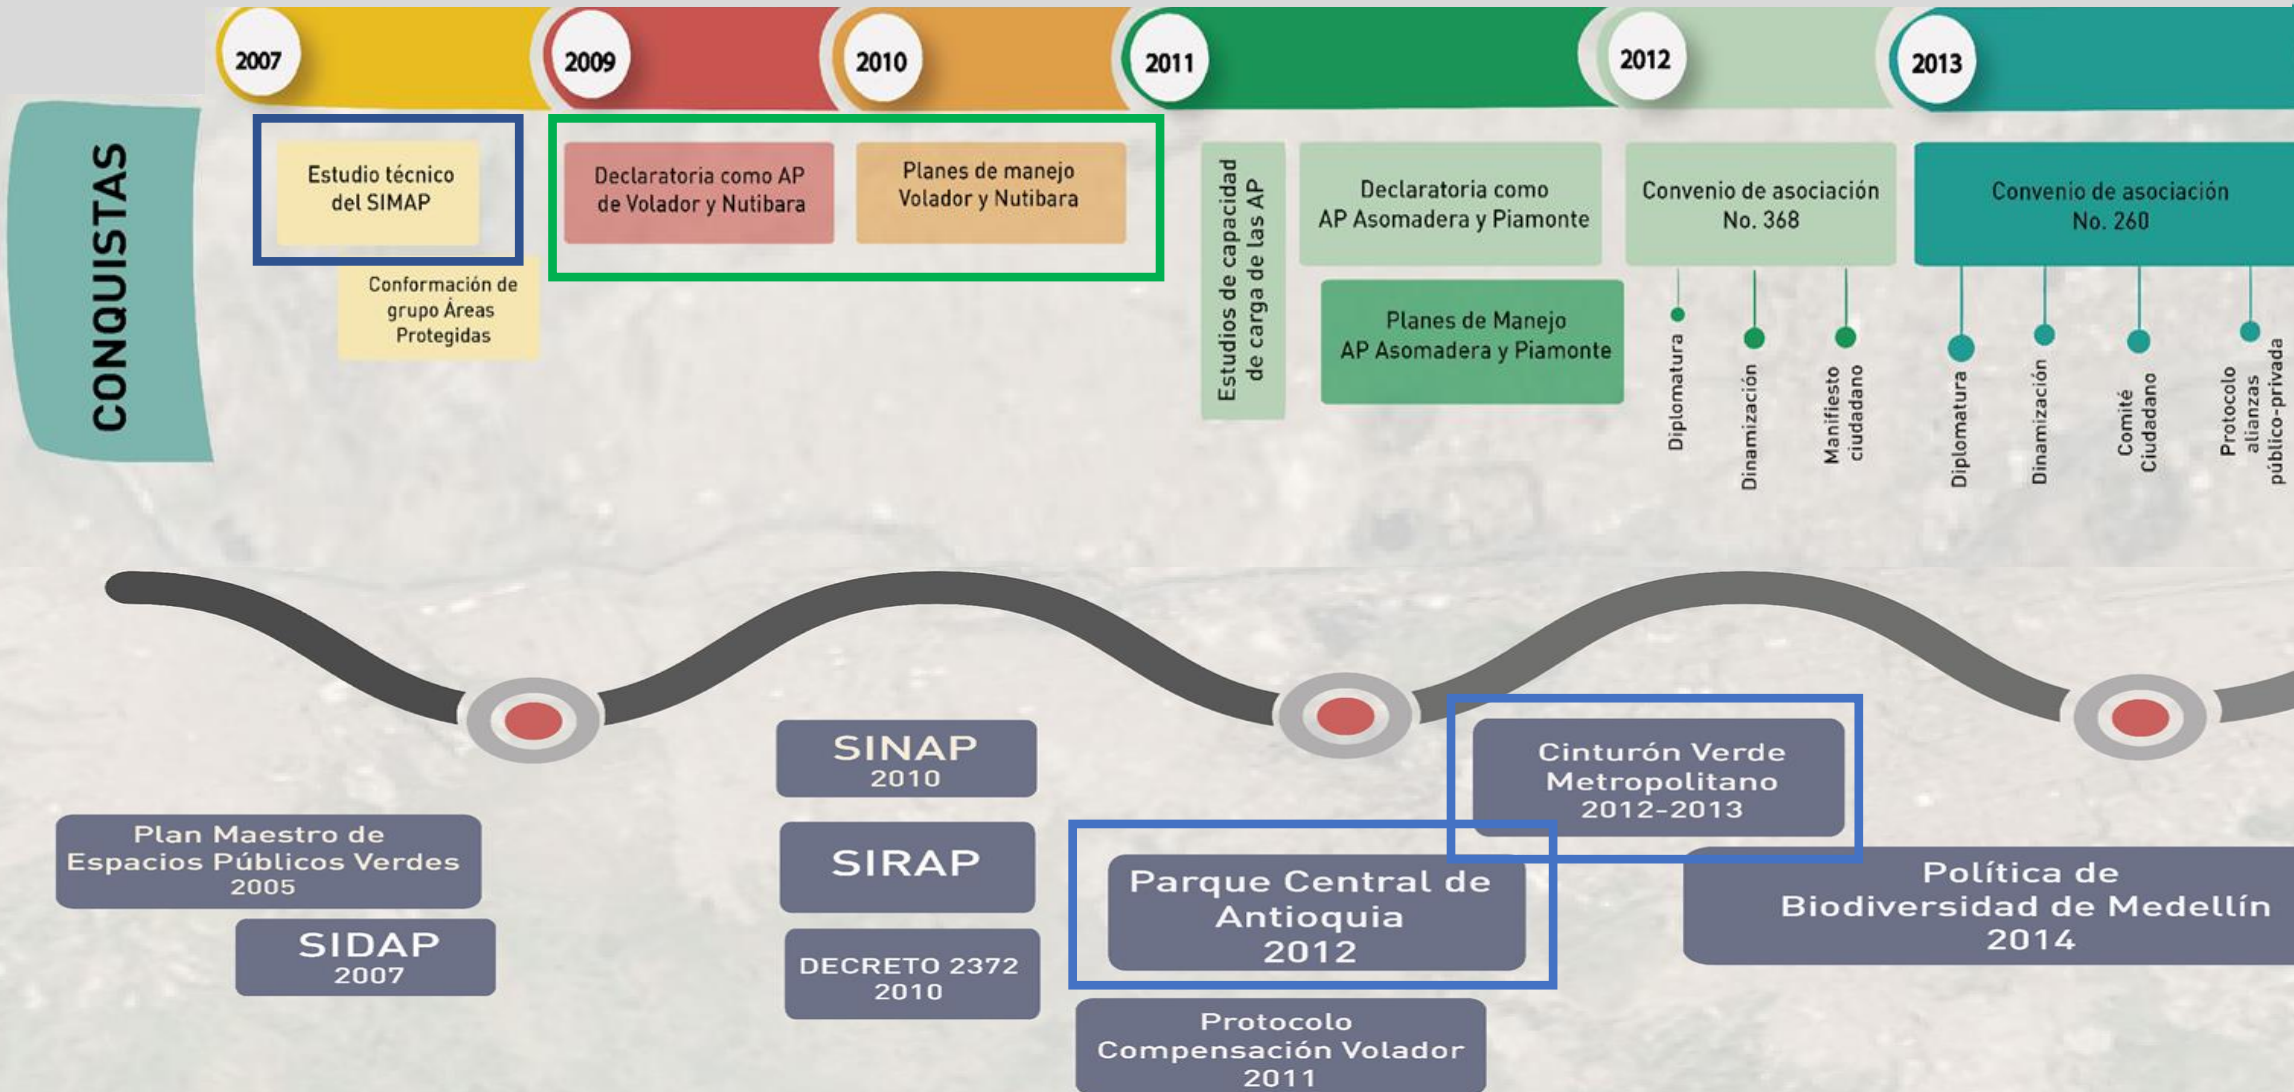 2007
2009
2010
2011
2012
2013
CONQUISTAS
Estudio técnico
del SIMAP
Conformación de
grupo Áreas
Protegidas
Declaratoria como AP
de Volador y Nutibara
Planes de manejo
Volador y Nutibara
Estudios de capacidad
de carga de las AP
Declaratoria como
AP Asomadera y Piamonte
Planes de Manejo
AP Asomadera y Piamonte
Convenio de asociación
No. 368
Diplomatura
Dinamización
Manifiesto
ciudadano
Convenio de asociación
No. 260
Diplomatura
Dinamización
Comité
Ciudadano
Protocolo
alianzas
público-privada
Plan Maestro de
Espacios Públicos Verdes
2005
SIDAP
2007
SINAP
2010
SIRAP
DECRETO 2372
2010
Parque Central de
Antioquia
2012
Protocolo
Compensación Volador
2011
Cinturón Verde
Metropolitano
2012-2013
Política de
Biodiversidad de Medellín
2014